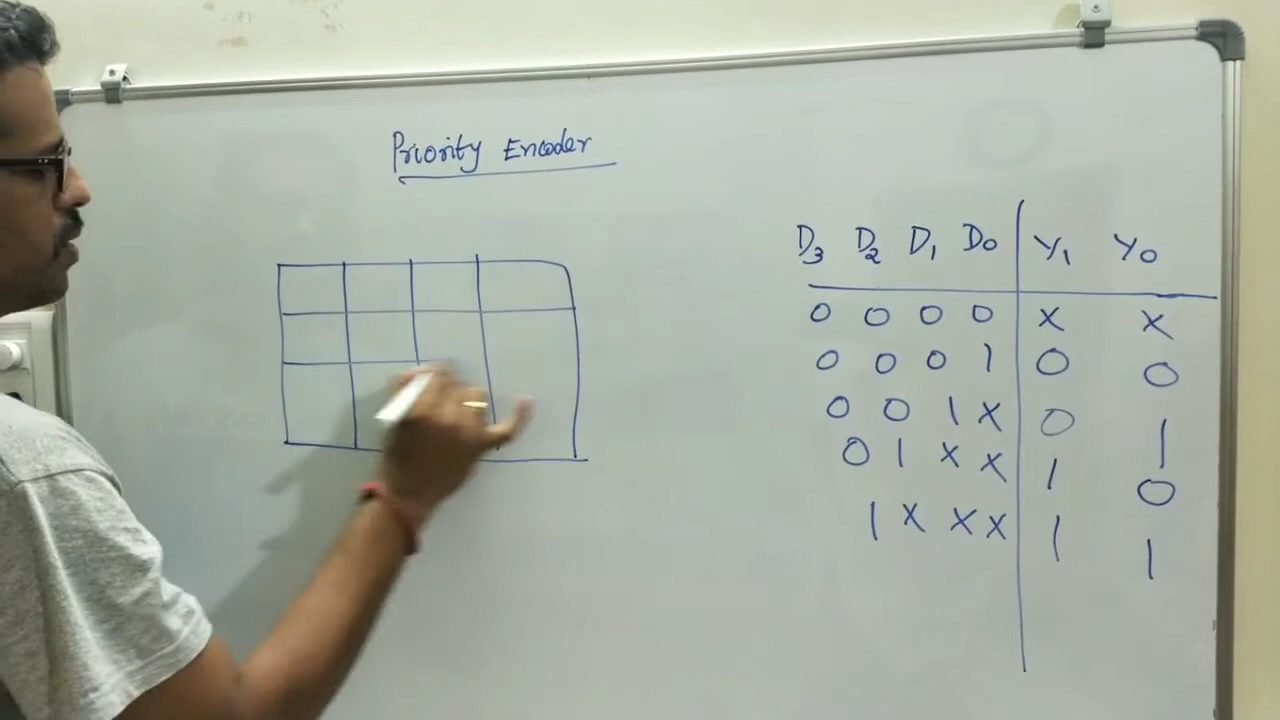 Priority Encoder
D3 D2 D1 D0 Y1 Y0
0 0 0 0 X X
0 0 0 1 0 0
0 0 1 X 0 1
0 1 X X 1 0
1 X X X 1 1